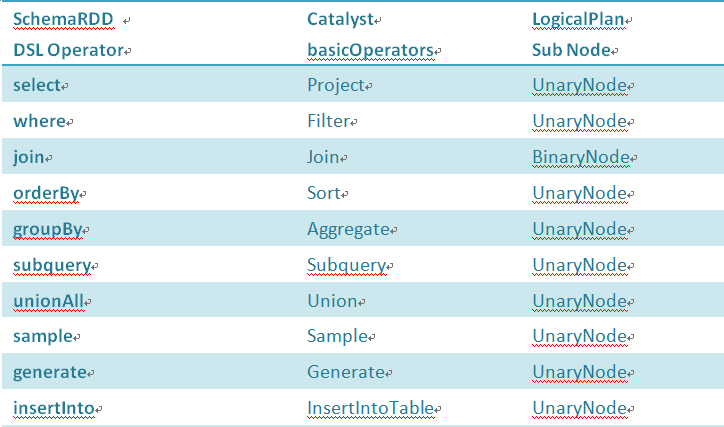 SchemaRDD Catalyst LogicalPlan
DSL Operator basicOperators Sub Node
select Project UnaryNode
where Filter UnaryNode
join Join BinaryNode
orderBy Sort UnaryNode
groupBy Aggregate UnaryNode
subquery Subquery UnaryNode
unionAll Union UnaryNode
sample Sample UnaryNode
generate Generate UnaryNode
insertInto InsertIntoTable UnaryNode